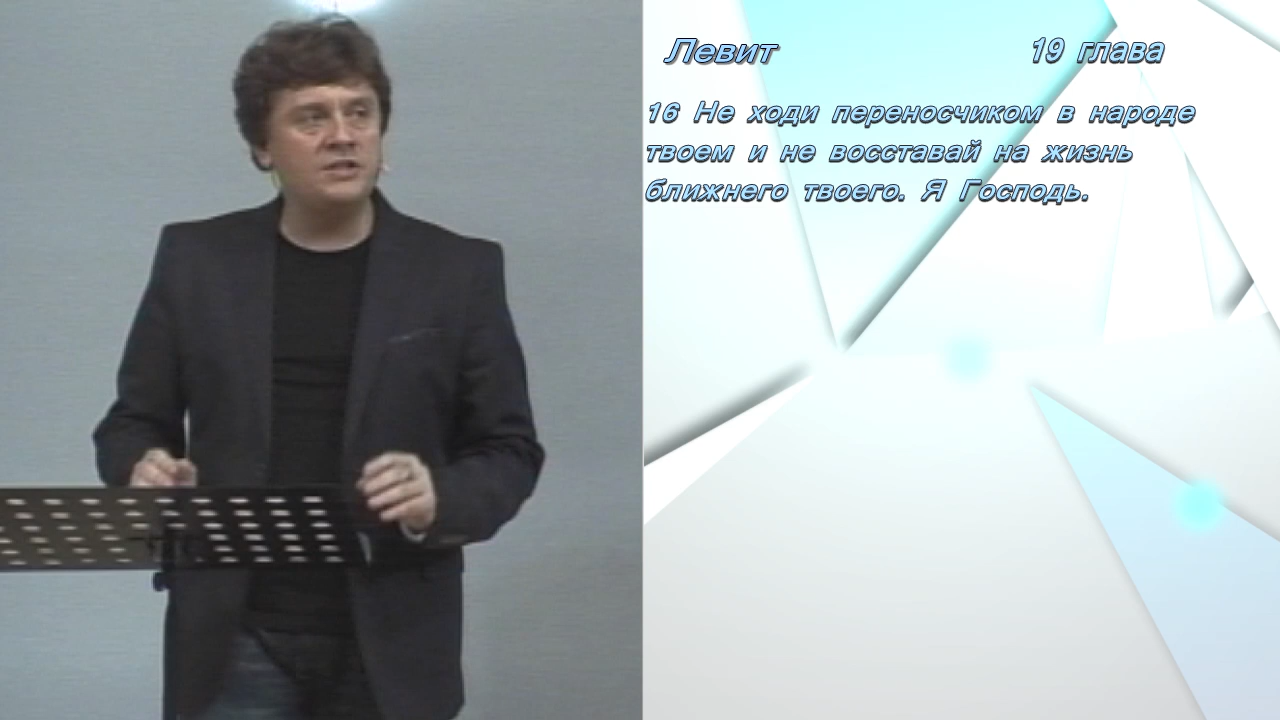 Левит 19 глава
16 Не ходи переносчиком в народе
твоем и не восставай на жизнь
ближнего твоего. Я Господь.